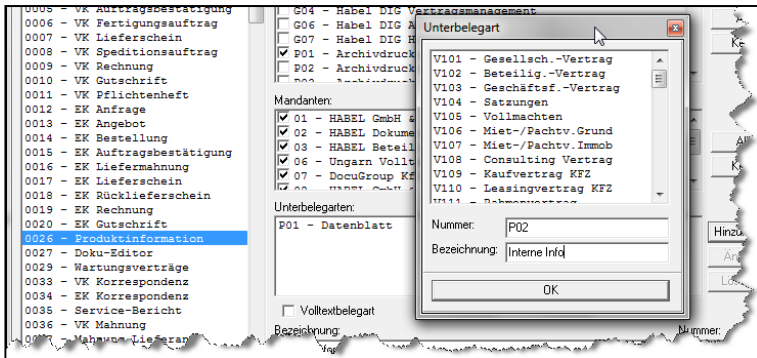 0005 - VK Auftragsbestätigung
0006 - VK Fertigungsauftrag
0007 - VK Lieferschein
0008 - VK Speditionsauftrag
0009 - VK Rechnung
0010 - VK Gutschrift
0011 - VK Pflichtenheft
0012 - EK Anfrage
0013 - EK Angebot
0014 - EK Bestellung
0015 - EK Auftragsbestätigung
0016 - EK Liefermahnung
0017 - EK Lieferschein
0018 - EK Rücklieferschein
0019 - EK Rechnung
0020 - EK Gutschrift
0026 - Produktinformation
0027 - Doku-Editor
0029 - Wartungsverträge
0033 - VK Korrespondenz
0034 - EK Korrespondenz
0035 - Service-Bericht
0036 - VK Mahnung
Mahnung
G04 - Habel DIG Vertragsmanagement
G06 - Habel DIG
G07 - Habel DIG
P01 - Archivdruck
P02 - Archivdruck
Mandanten:
01 - HABEL GmbH &
02 - HABEL Dokume
03 - HABEL Beteil
06 - Ungarn Vollt
07 - DocuGroup Kf
Unterbelegarten:
P01 - Datenblatt
Volltextbelegart
Bezeichnung:
Nummer:
Unterbelegart
V101 - Gesellsch.-Vertrag
V102 - Beteilig.-Vertrag
V103 - Geschäftsf.-Vertrag
V104 - Satzungen
V105 - Vollmachten
V106 - Miet-/Pachtv.Grund
V107 - Miet-/Pachtv.Immob
V108 - Consulting Vertrag
V109 - Kaufvertrag KFZ
V110 - Leasingvertrag KFZ
V111 - Rahmenvertrag
Nummer: P02
Bezeichnung: Interne Info
OK
Hinzu